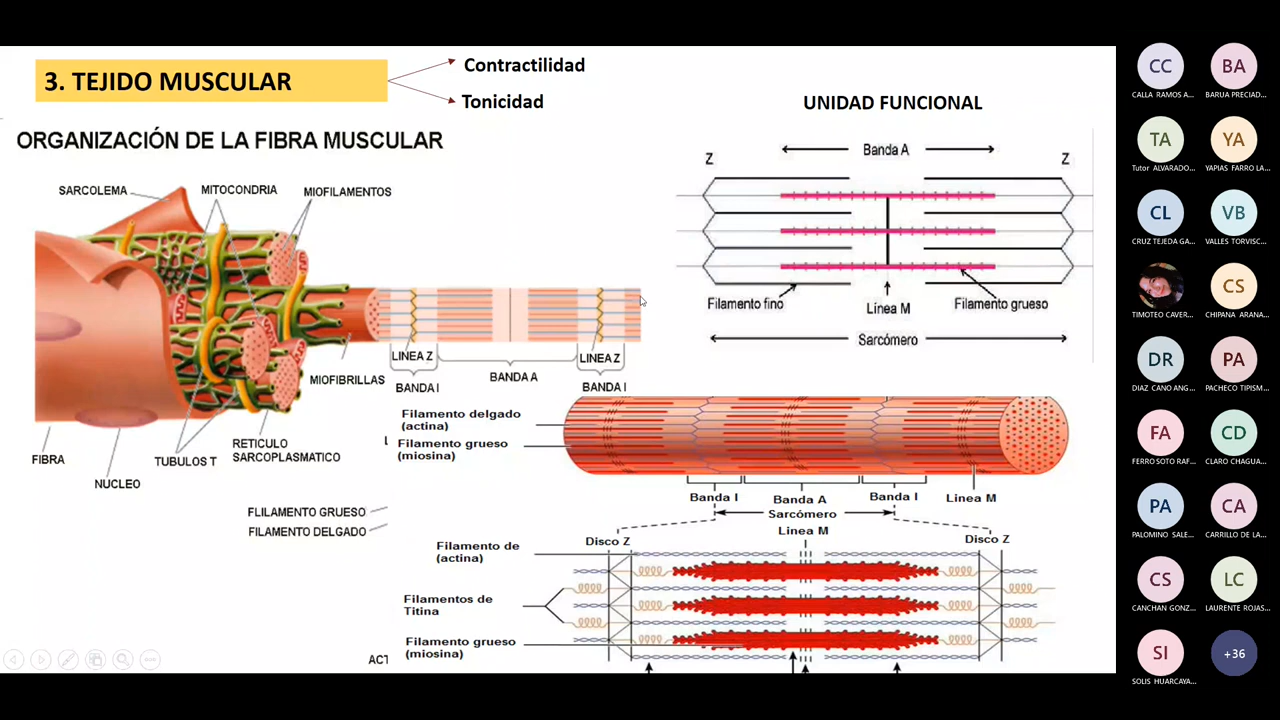 3. TEJIDO MUSCULAR
Contractilidad
Tonicidad
ORGANIZACIÓN DE LA FIBRA MUSCULAR
SARCOLEMA
MITOCONDRIA
MIOFILAMENTOS
LINEA Z
LINEA Z
BANDA I
BANDA A
BANDA I
MIOFIBRILLAS
RETICULO
SARCOPLASMATICO
TUBULOS T
FIBRA
NUCLEO
FLILAMENTO GRUESO
FILAMENTO DELGADO
UNIDAD FUNCIONAL
Banda A
Z
Z
Filamento fino
Línea M
Filamento grueso
Sarcómero
Filamento delgado
(actina)
Filamento grueso
(miosina)
Banda I
Banda A
Banda I
Linea M
Sarcómero
Linea M
Disco Z
Disco Z
Filamento de
(actina)
Filamentos de
Titina
Filamento grueso
(miosina)
ACT
CC
CALLA RAMOS A...
BA
BARUA PRECIAD...
TA
Tutor ALVARADO...
YA
YAPIAS FARRO LA...
CL
CRUZ TEJEDA GA...
VB
VALLES TORVISC...
TIMOTEO CAVER...
CS
CHIPANA ARANA...
DR
DIAZ CANO ANG...
PA
PACHECO TIPISM...
FA
FERRO SOTO RAF...
CD
CLARO CHAGUA...
PA
PALOMINO SALE...
CA
CARRILLO DE LA...
CS
CANCHAN GONZ...
LC
LAURENTE ROJAS...
SI
SOLIS HUARCAYA...
+36